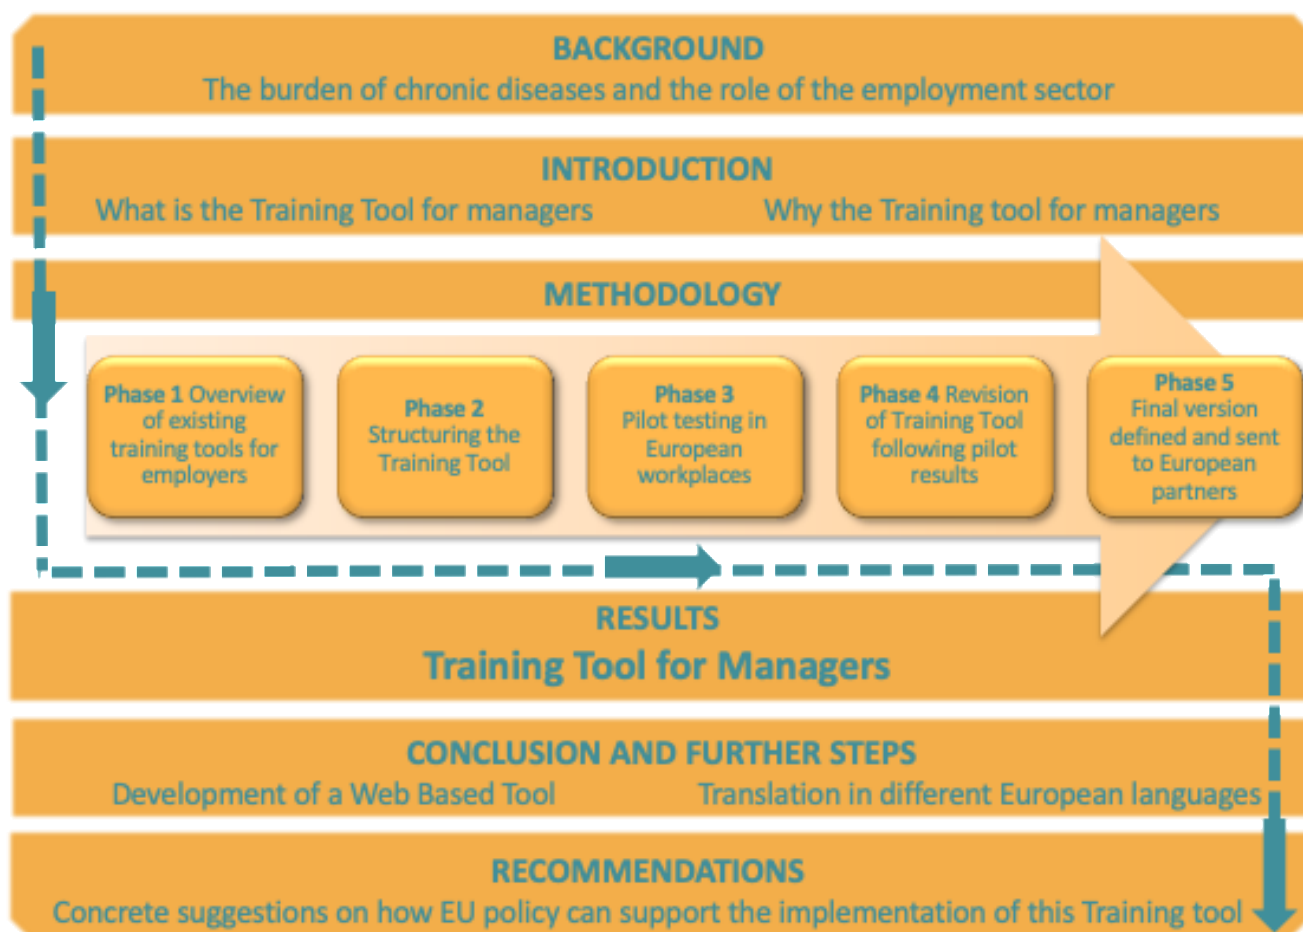 BACKGROUND
The burden of chronic diseases and the role of the employment sector
INTRODUCTION
What is the Training Tool for managers
Why the Training tool for managers
METHODOLOGY
Phase 1 Overview
of existing
training tools for
employers
Phase 2
Structuring the
Training Tool
Phase 3
Pilot testing in
European
workplaces
Phase 4 Revision
of Training Tool
following pilot
results
Phase 5
Final version
defined and sent
to European
partners
RESULTS
Training Tool for Managers
CONCLUSION AND FURTHER STEPS
Development of a Web Based Tool
Translation in different European languages
RECOMMENDATIONS
Concrete suggestions on how EU policy can support the implementation of this Training tool